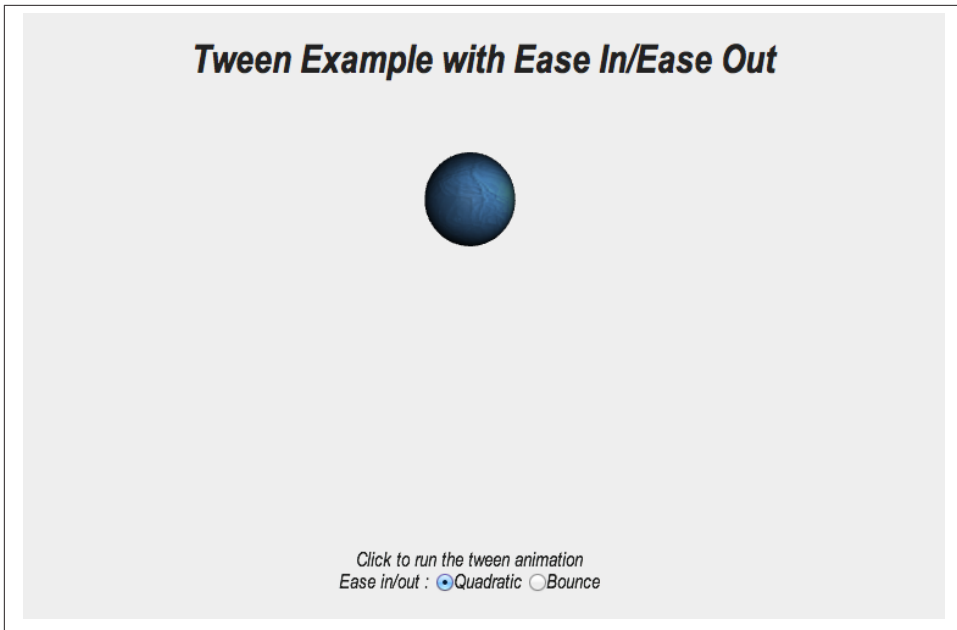 Tween Example with Ease In/Ease Out
Click to run the tween animation
Ease in/out : Quadratic Bounce